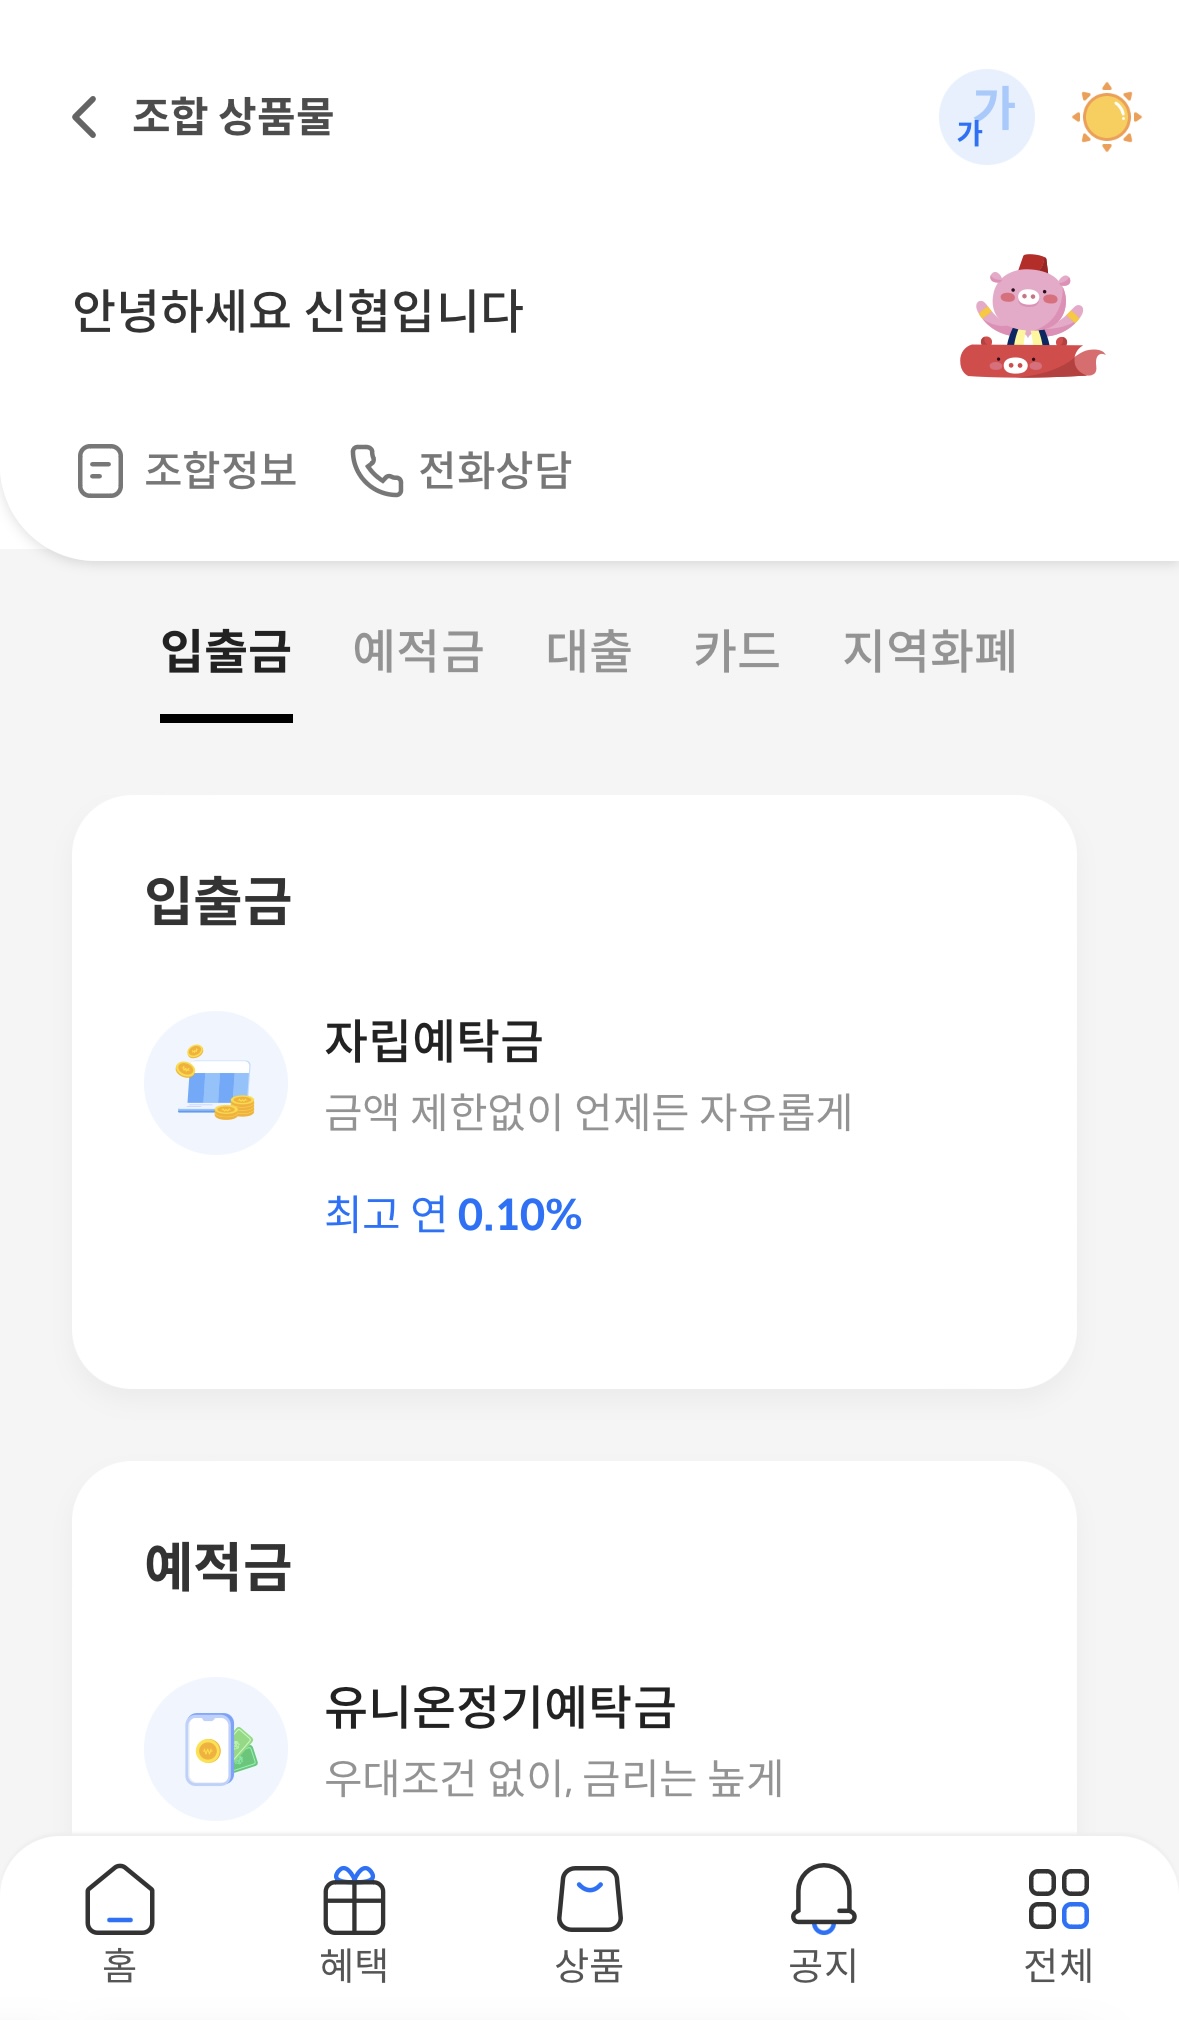 조합 상품물
가
가
안녕하세요 신협입니다
조합정보
전화상담
입출금 예적금 대출 카드 지역화폐
입출금
자립예탁금
금액 제한없이 언제든 자유롭게
최고 연 0.10%
예적금
유니온정기예탁금
우대조건 없이, 금리는 높게
홈 혜택 상품 공지 전체